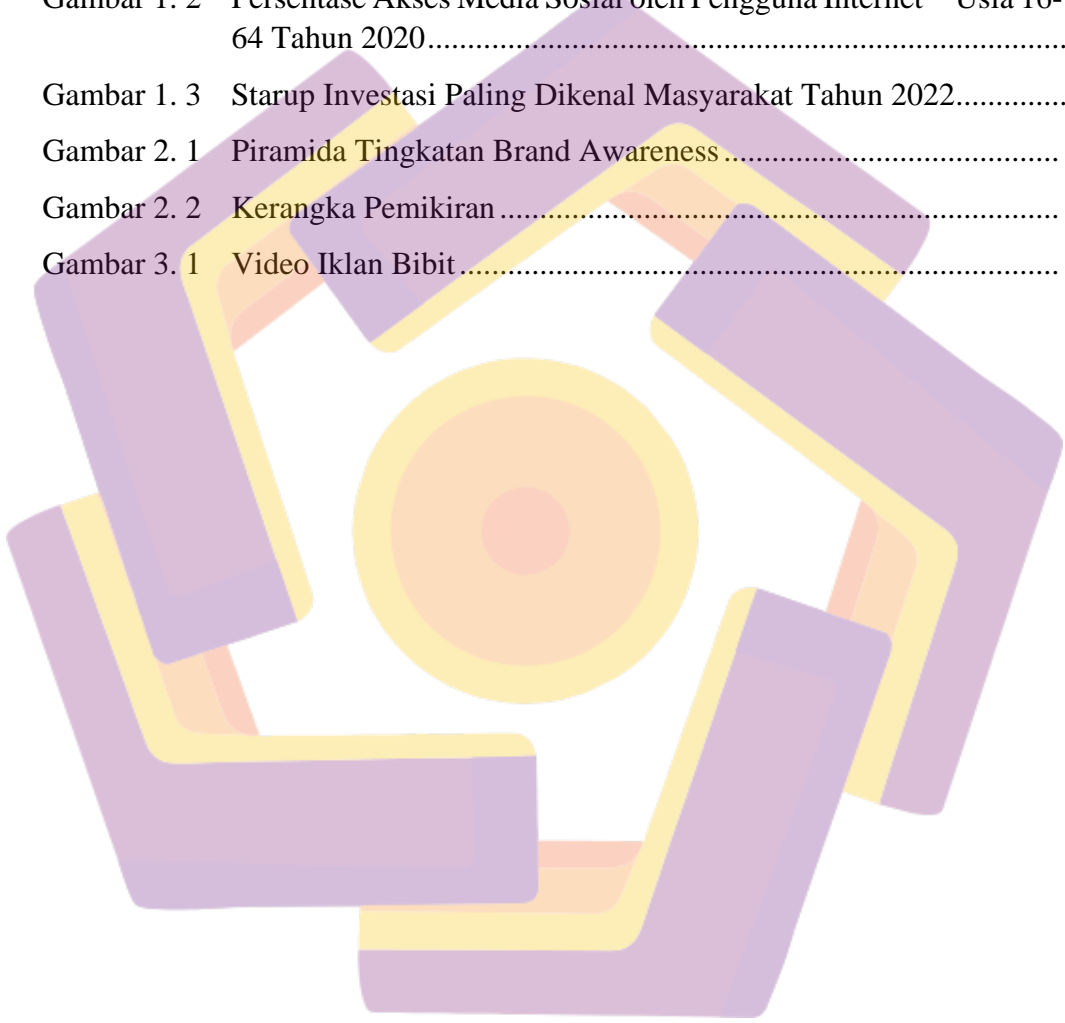 Gambar 1. 2 Persentase Akses Media Sosial oleh Pengguna Internet Usia 16-
64 Tahun 2020................................................................................
Gambar 1. 3 Starup Investasi Paling Dikenal Masyarakat Tahun 2022.............
Gambar 2. 1 Piramida Tingkatan Brand Awareness..........................................
Gambar 2. 2 Kerangka Pemikiran......................................................................
Gambar 3. 1 Video Iklan Bibit...........................................................................